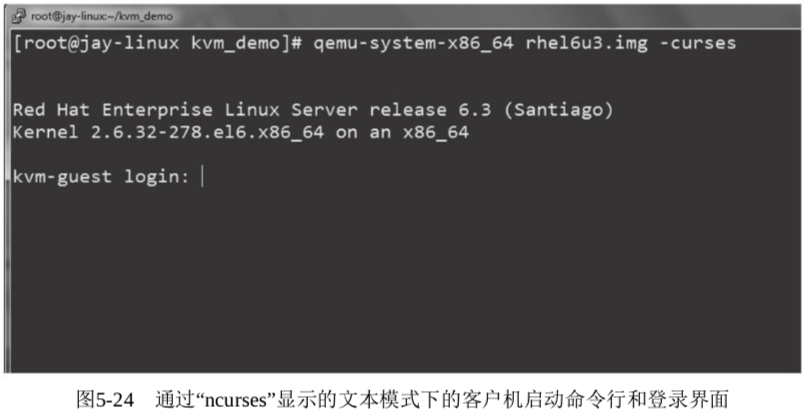 root@jay-linux:~/kvm_demo
[root@jay-linux kvm_demo]# qemu-system-x86_64 rhel6u3.img -curses
Red Hat Enterprise Linux Server release 6.3 (Santiago)
Kernel 2.6.32-278.el6.x86_64 on an x86_64
kvm-guest login:
图5-24 通过“ncurses”显示的文本模式下的客户机启动命令行和登录界面